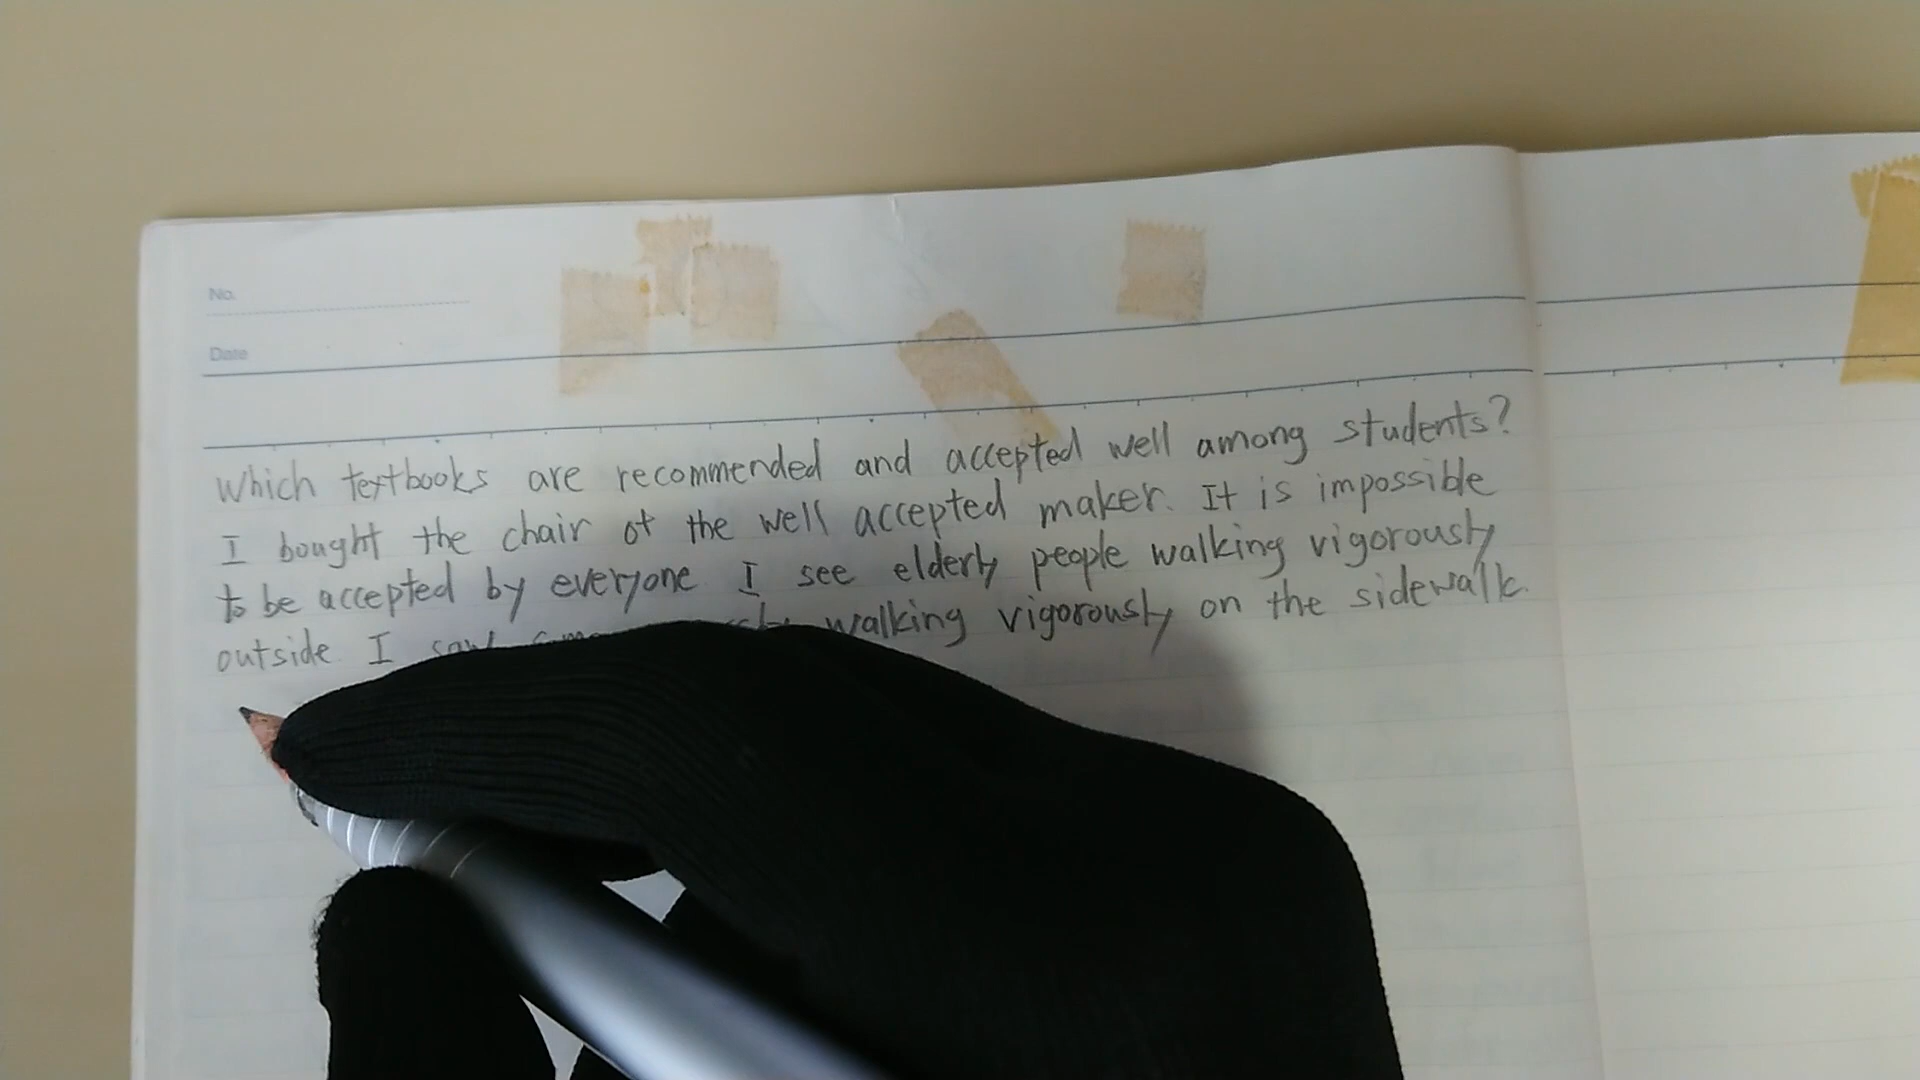 No.
Date
Which textbooks are recommended and accepted well among students?
I bought the chair of the well accepted maker. It is impossible
to be accepted by everyone I see elderly people walking vigorously
outside. I saw walking vigorously on the sidewalk.